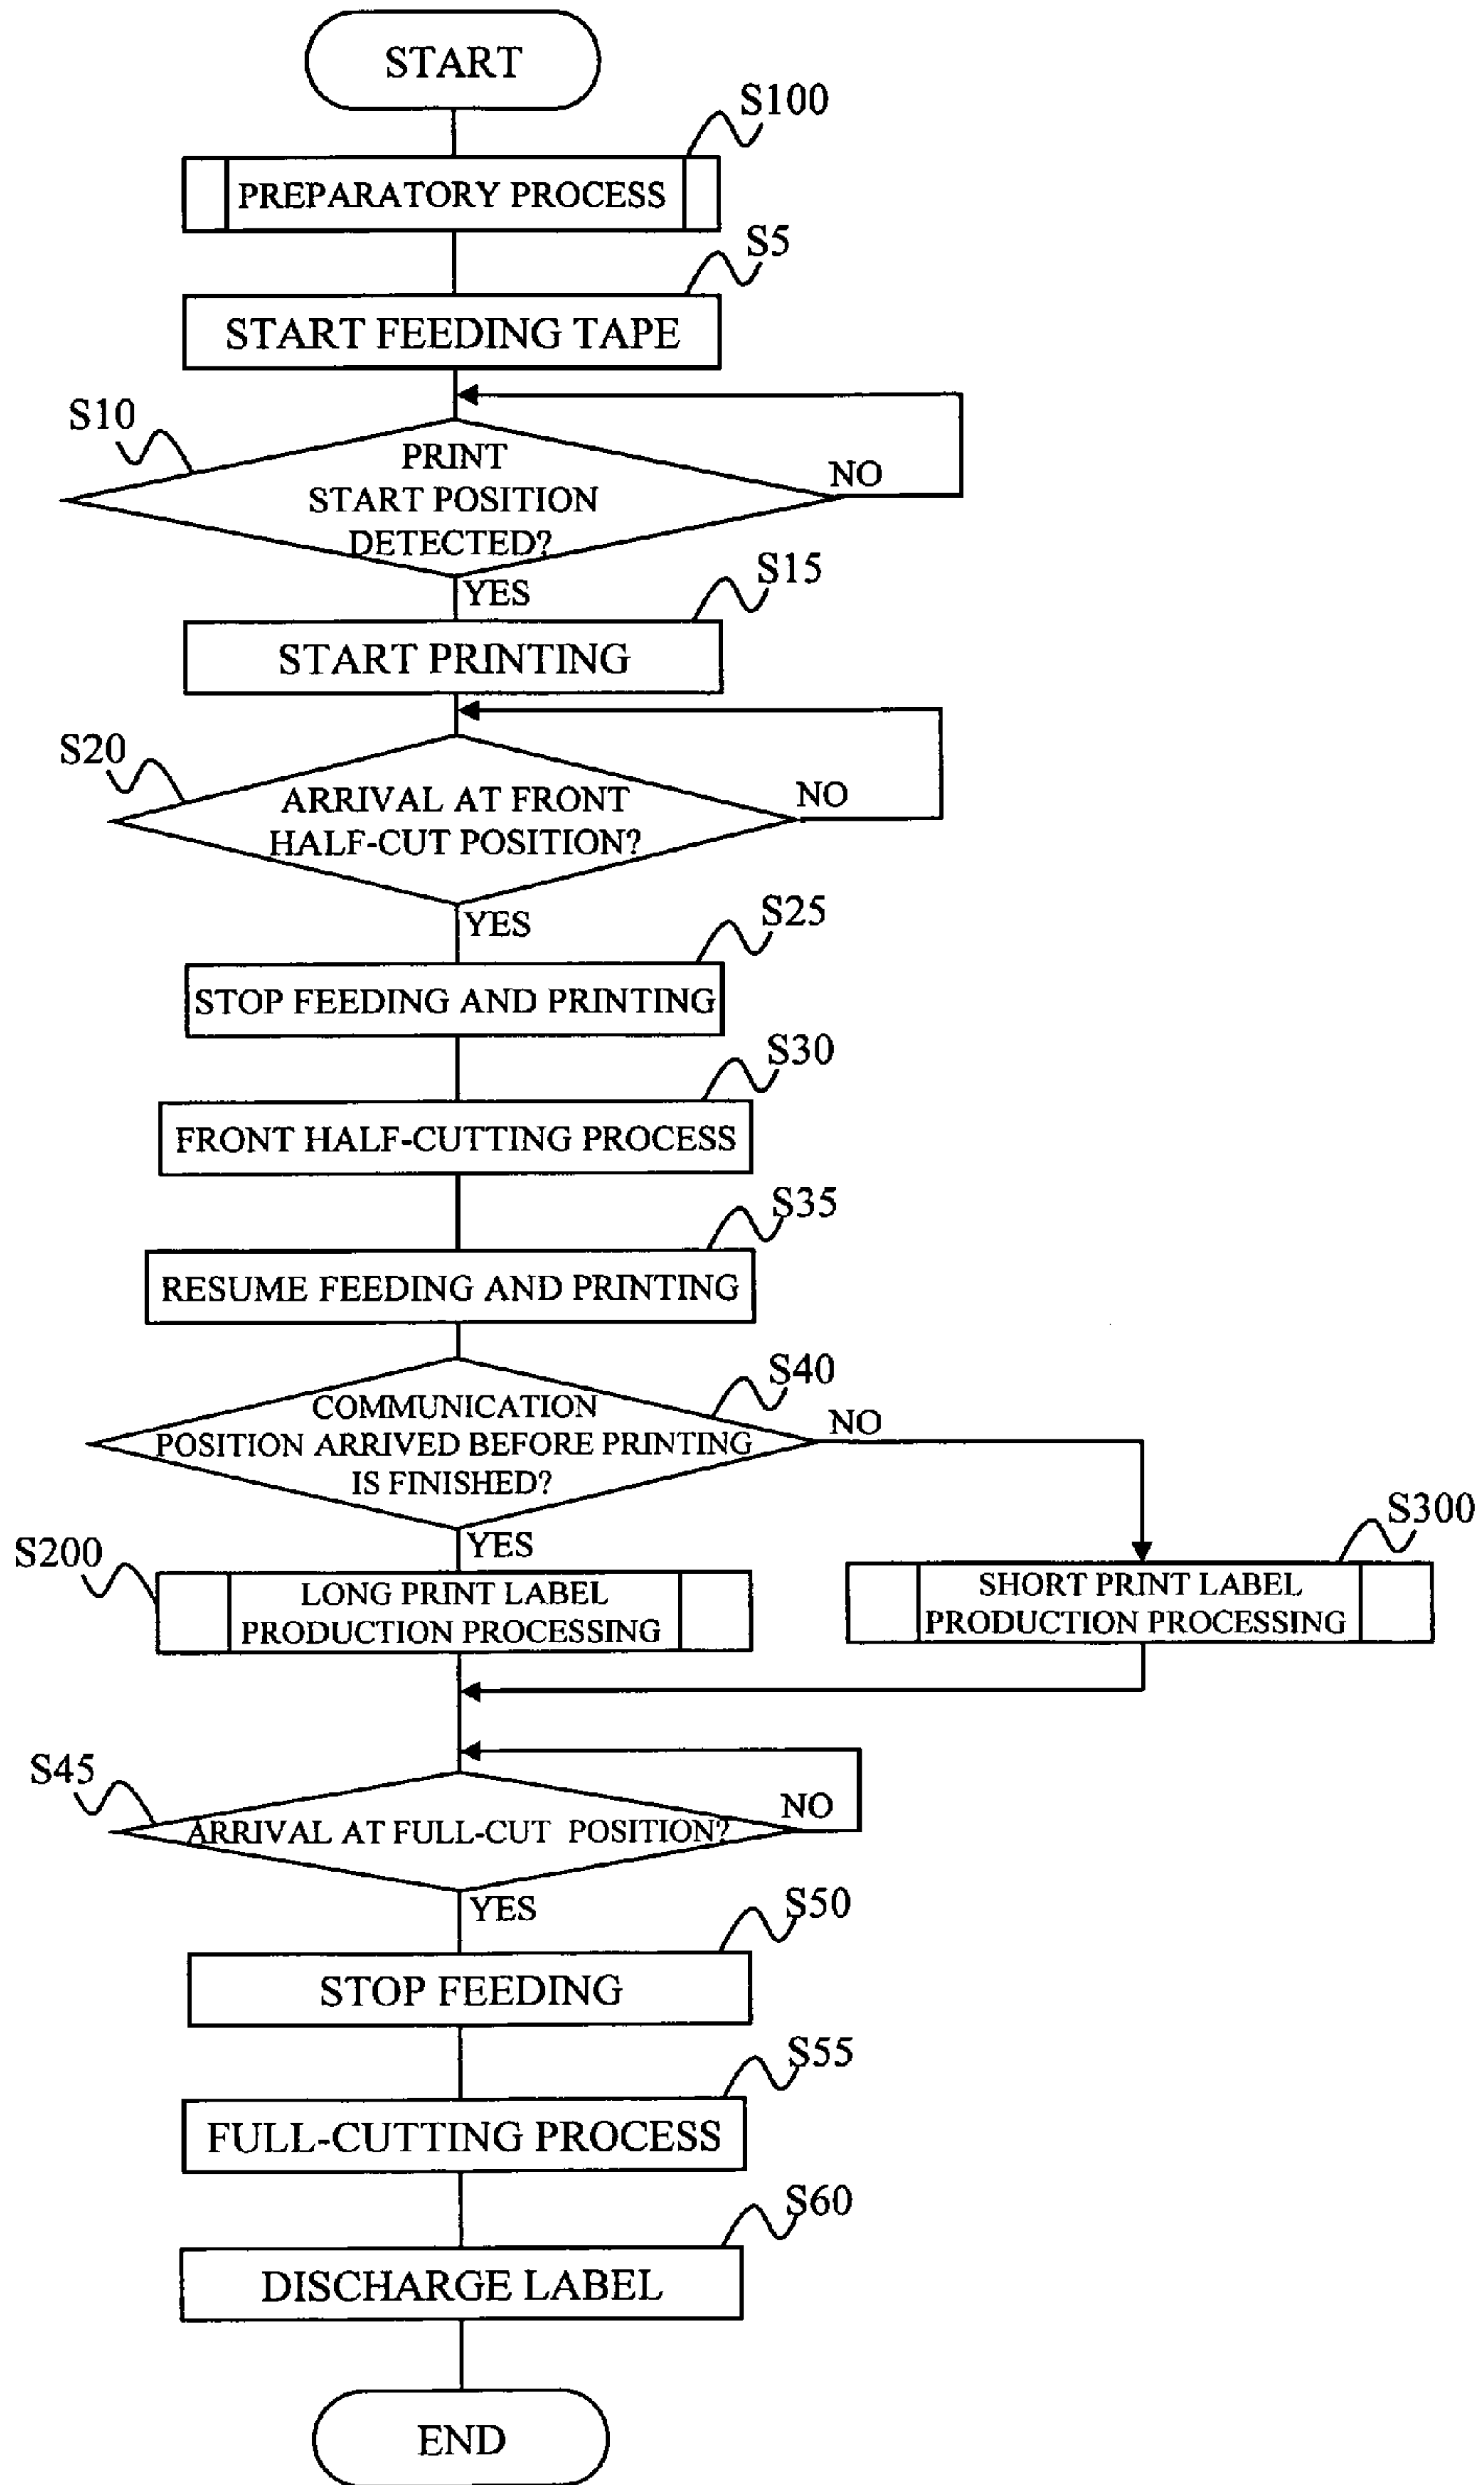 START
S100
PREPARATORY PROCESS
S5
START FEEDING TAPE
S10
PRINT
START POSITION
DETECTED?
NO
YES
S15
START PRINTING
S20
ARRIVAL AT FRONT
HALF-CUT POSITION?
NO
YES
S25
STOP FEEDING AND PRINTING
S30
FRONT HALF-CUTTING PROCESS
S35
RESUME FEEDING AND PRINTING
S40
COMMUNICATION
POSITION ARRIVED BEFORE PRINTING
IS FINISHED?
NO
YES
S200
LONG PRINT LABEL
PRODUCTION PROCESSING
S300
SHORT PRINT LABEL
PRODUCTION PROCESSING
S45
ARRIVAL AT FULL-CUT POSITION?
NO
YES
S50
STOP FEEDING
S55
FULL-CUTTING PROCESS
S60
DISCHARGE LABEL
END